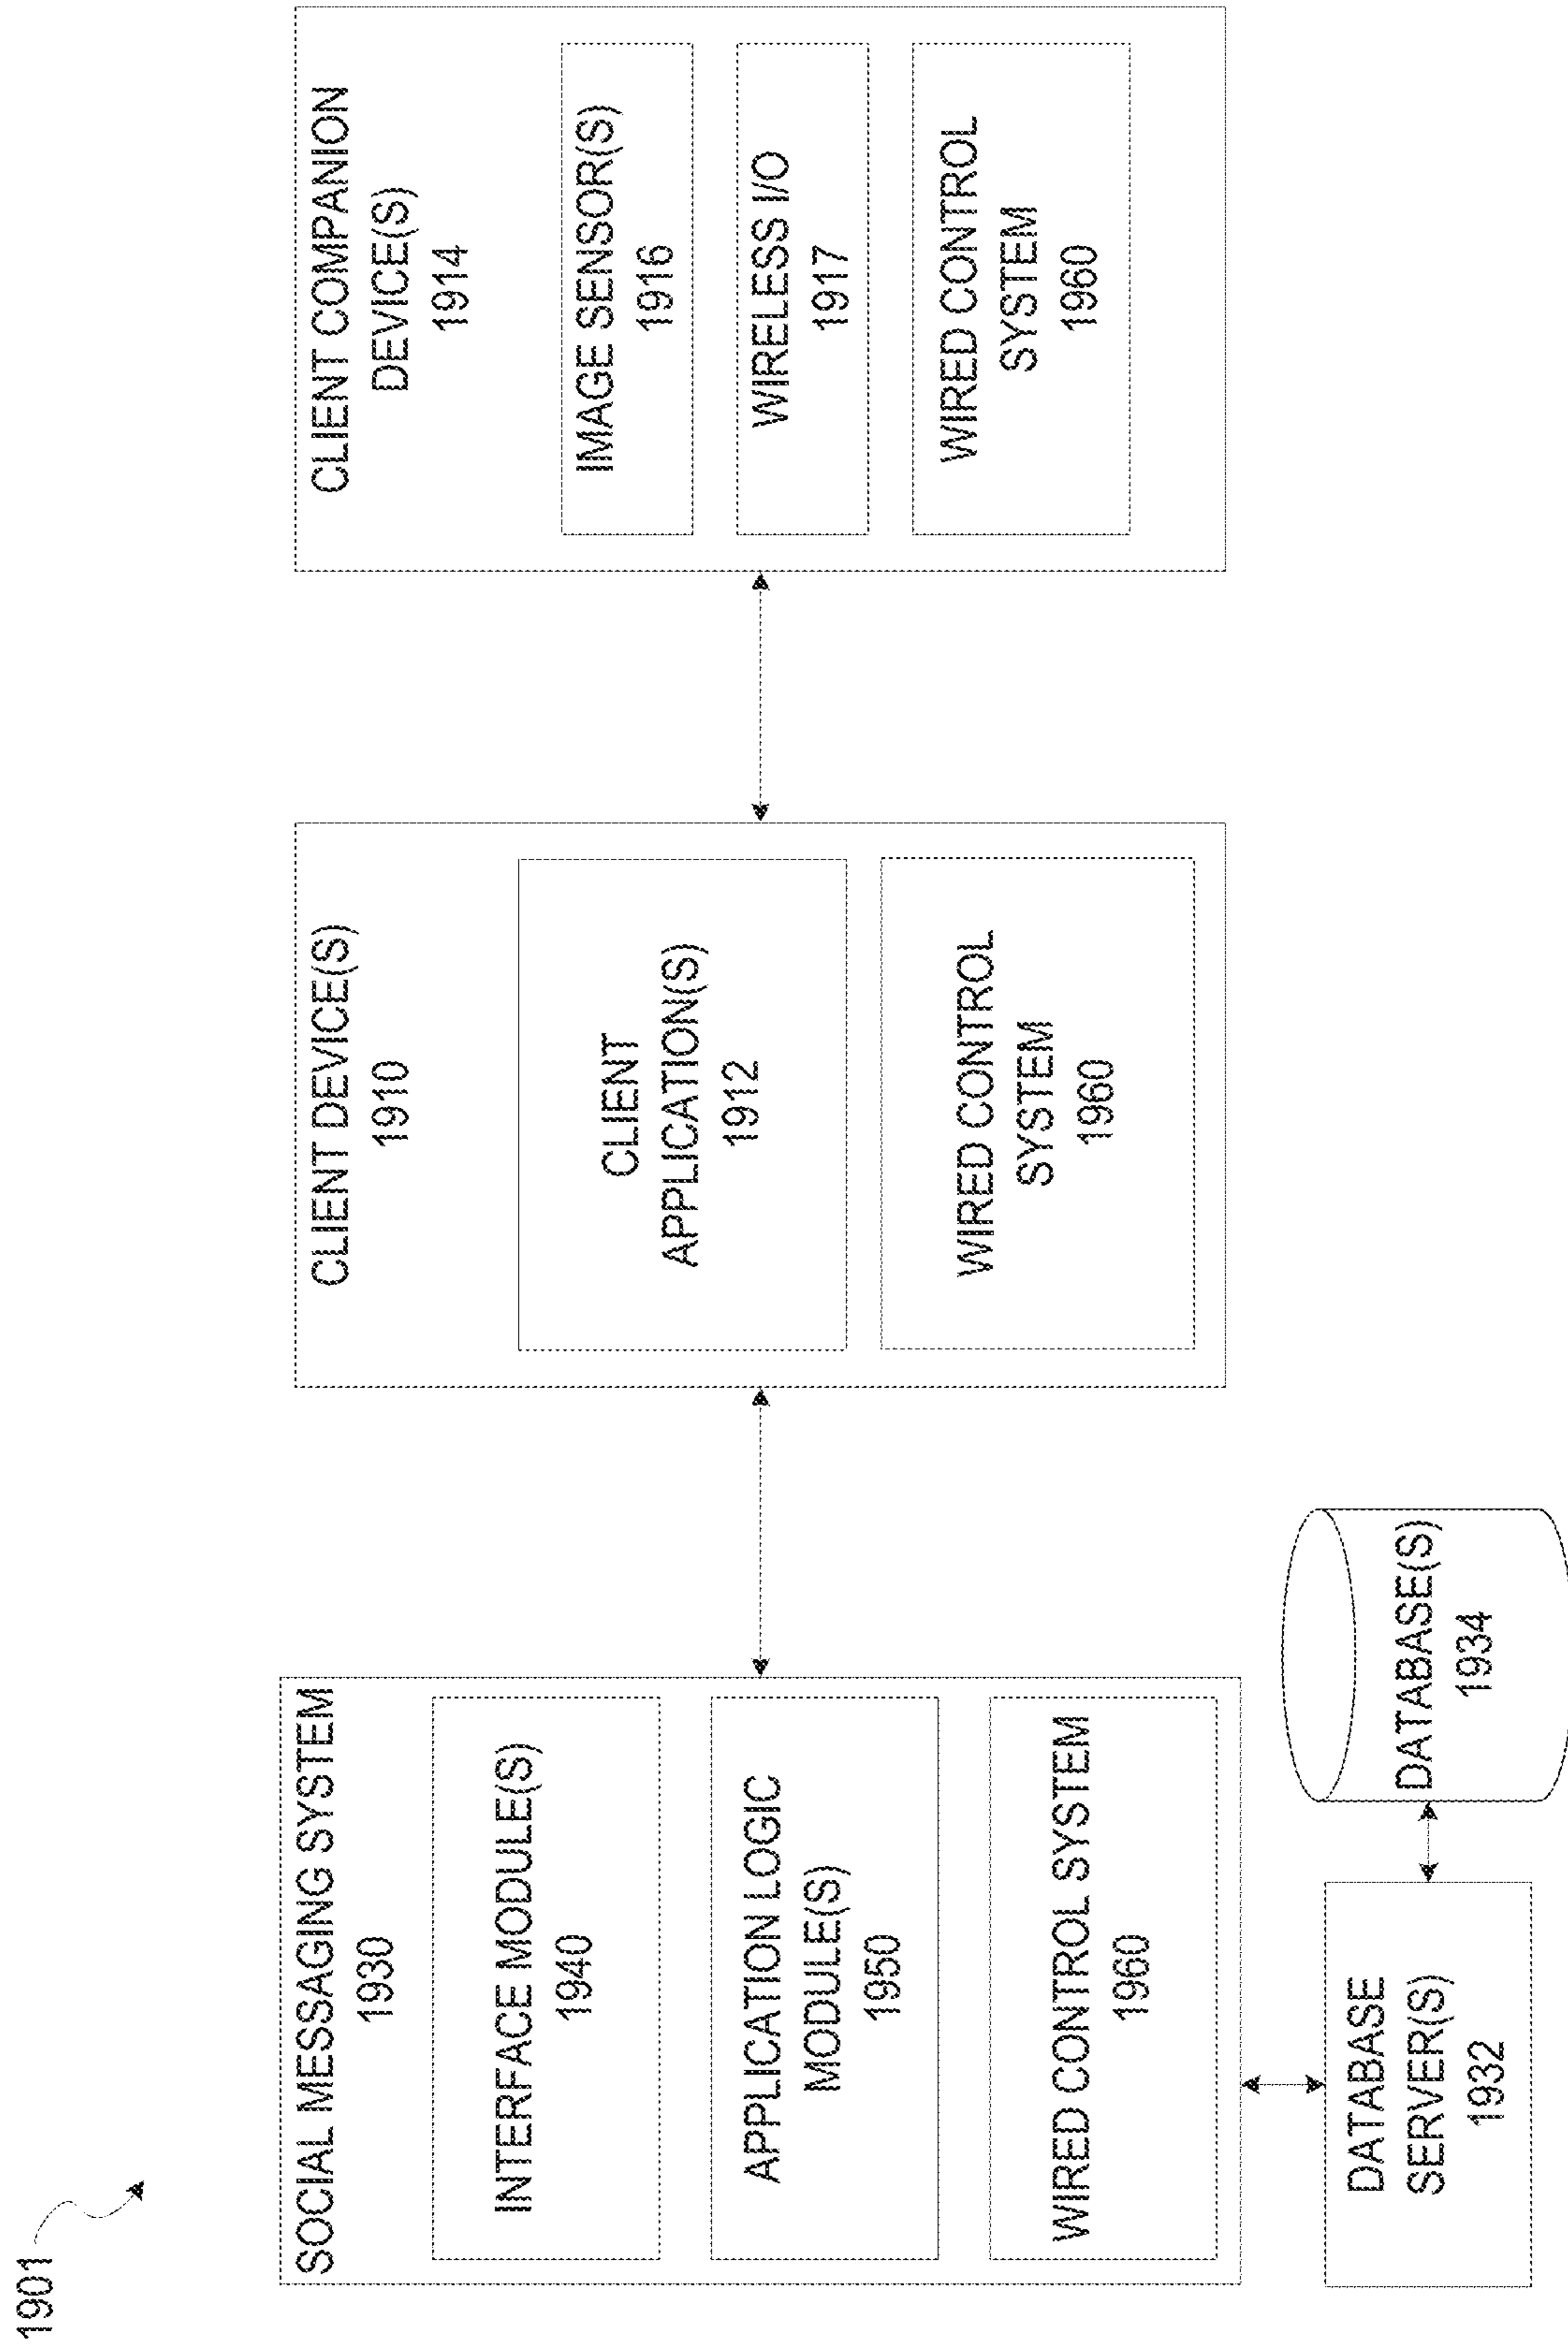 1901
SOCIAL MESSAGING SYSTEM
1930
INTERFACE MODULE(S)
1940
APPLICATION LOGIC
MODULE(S)
1950
WIRED CONTROL SYSTEM
1960
DATABASE
SERVER(S)
1932
DATABASE(S)
1934
CLIENT DEVICE(S)
1910
CLIENT
APPLICATION(S)
1912
WIRED CONTROL
SYSTEM
1960
CLIENT COMPANION
DEVICE(S)
1914
IMAGE SENSOR(S)
1916
WIRELESS I/O
1917
WIRED CONTROL
SYSTEM
1960